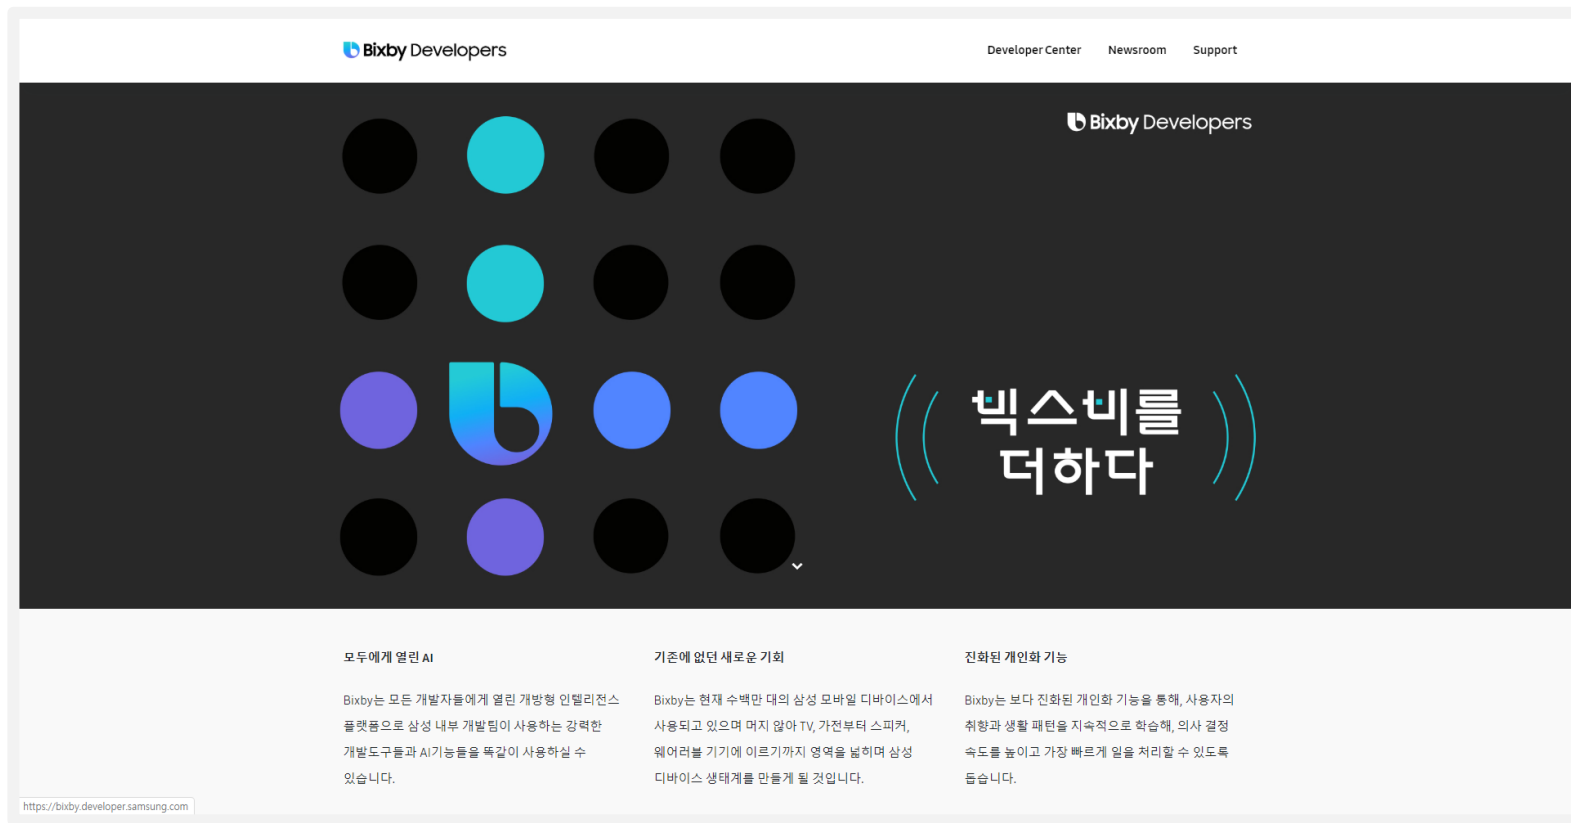 Bixby Developers
Developer Center
Newsroom
Support
Bixby Developers
빅스비를
더하다
모두에게 열린 AI
Bixby는 모든 개발자들에게 열린 개방형 인텔리전스
플랫폼으로 삼성 내부 개발팀이 사용하는 강력한
개발도구들과 AI기능들을 똑같이 사용하실 수
있습니다.
기존에 없던 새로운 기회
Bixby는 현재 수백만 대의 삼성 모바일 디바이스에서
사용되고 있으며 머지 않아 TV, 가전부터 스피커,
웨어러블 기기에 이르기까지 영역을 넓히며 삼성
디바이스 생태계를 만들게 될 것입니다.
진화된 개인화 기능
Bixby는 보다 진화된 개인화 기능을 통해, 사용자의
취향과 생활 패턴을 지속적으로 학습해, 의사 결정
속도를 높이고 가장 빠르게 일을 처리할 수 있도록
돕습니다.
https://bixby.developer.samsung.com